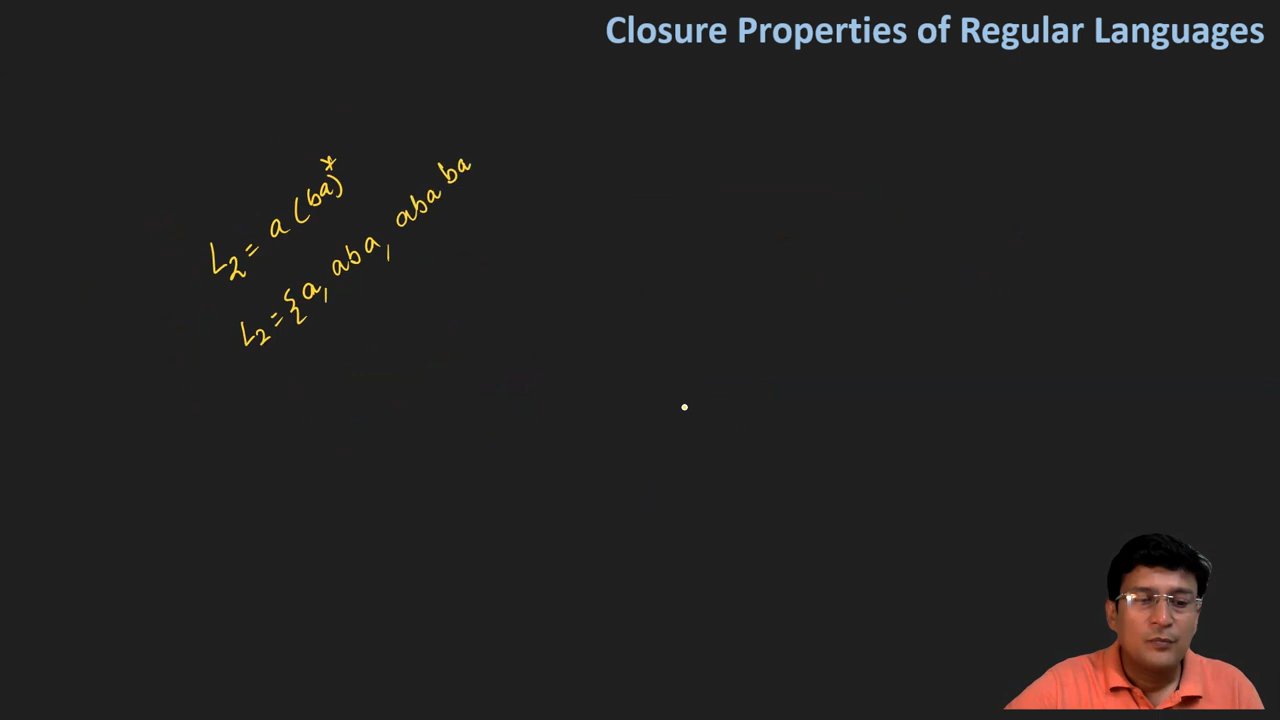 Closure Properties of Regular Languages
L₂ = a (ba)*
L₂ = {a, aba, ababa